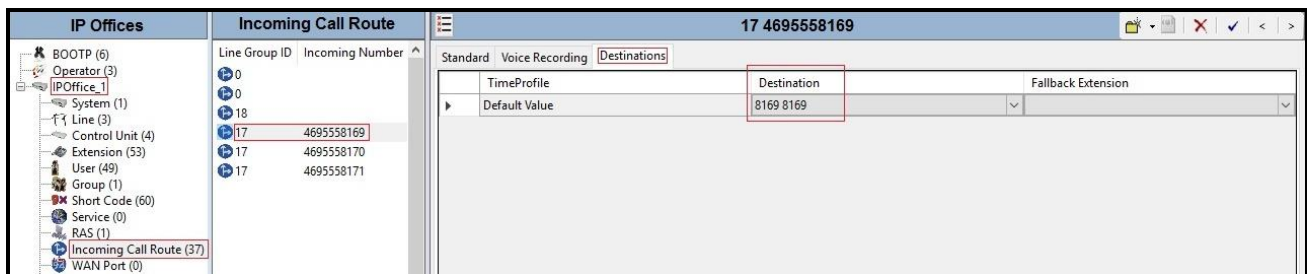 IP Offices
BOOTP (6)
Operator (3)
IPOffice_1
System (1)
Line (3)
Control Unit (4)
Extension (53)
User (49)
Group (1)
Short Code (60)
Service (0)
RAS (1)
Incoming Call Route (37)
WAN Port (0)
Incoming Call Route
Line Group ID Incoming Number
0
0
18
17 4695558169
17 4695558170
17 4695558171
17 4695558169
Standard Voice Recording Destinations
TimeProfile Destination Fallback Extension
Default Value 8169 8169